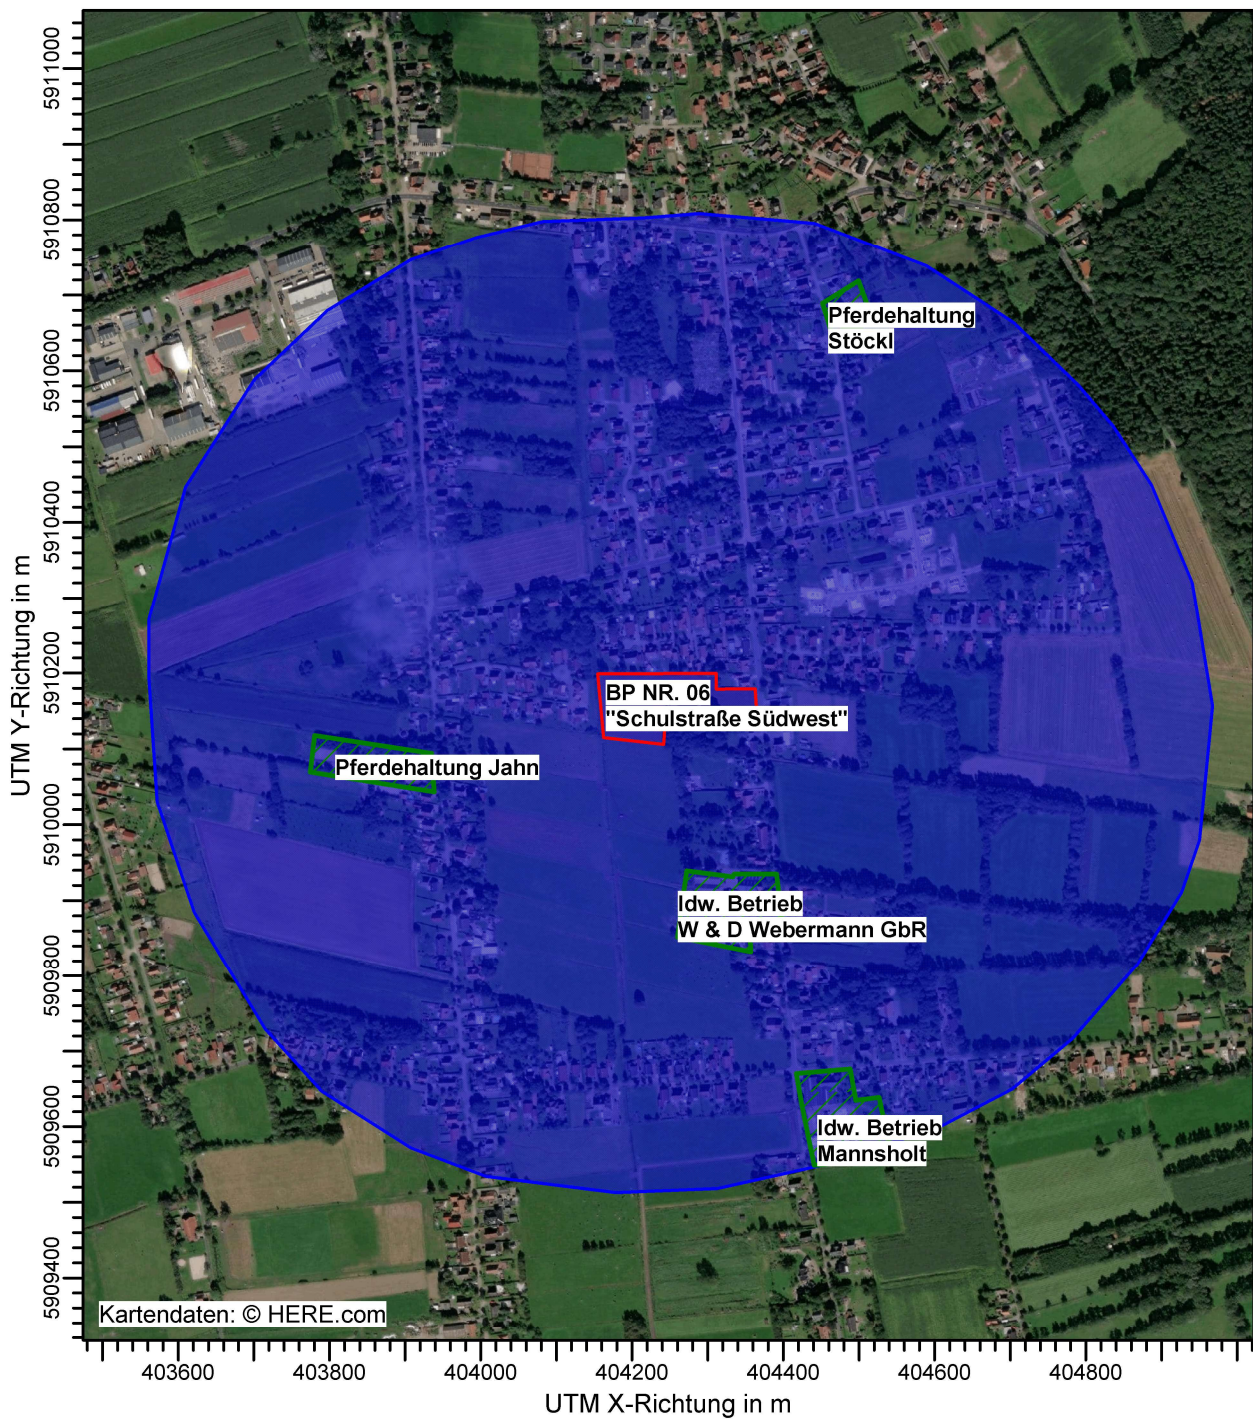 5911000
5910800
5910600
5910400
5910200
5910000
5909800
5909600
5909400
UTM Y-Richtung in m
Pferdehaltung
Stöckl
BP NR. 06
"Schulstraße Südwest"
Pferdehaltung Jahn
ldw. Betrieb
W & D Webermann GbR
ldw. Betrieb
Mannsholt
Kartendaten: © HERE.com
403600 403800 404000 404200 404400 404600 404800
UTM X-Richtung in m